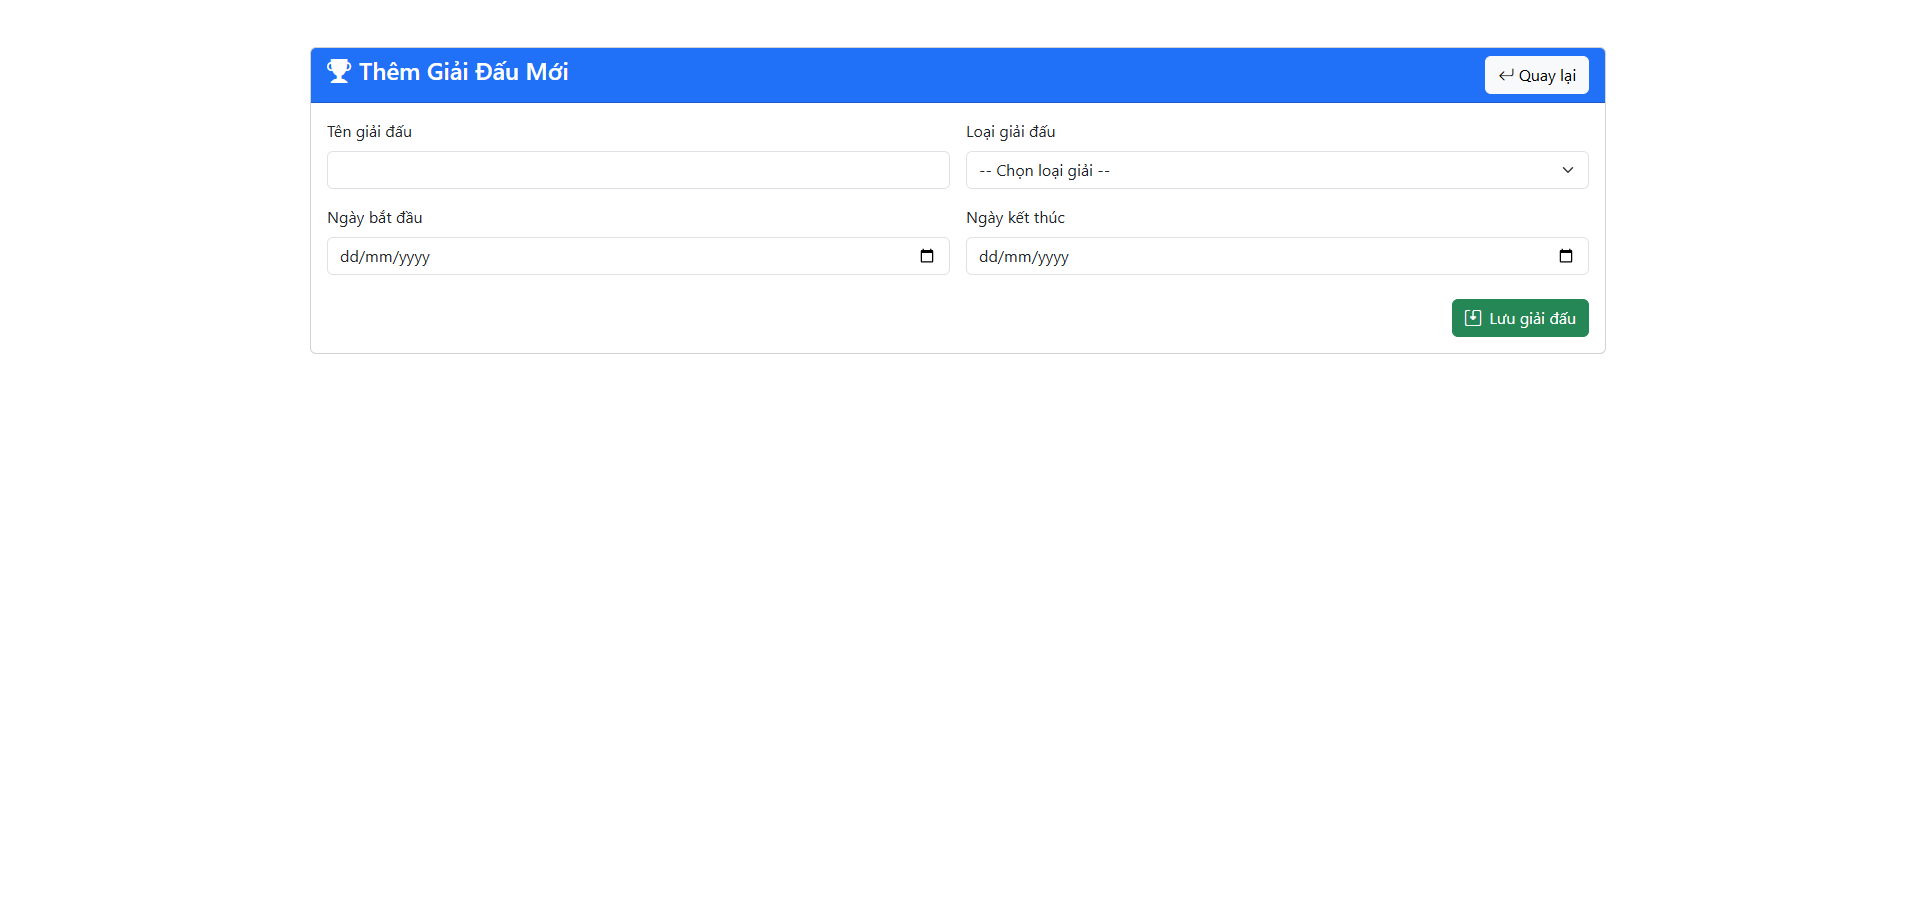 Thêm Giải Đấu Mới
Quay lại
Tên giải đấu
Loại giải đấu
-- Chọn loại giải --
Ngày bắt đầu
Ngày kết thúc
dd/mm/yyyy
dd/mm/yyyy
Lưu giải đấu